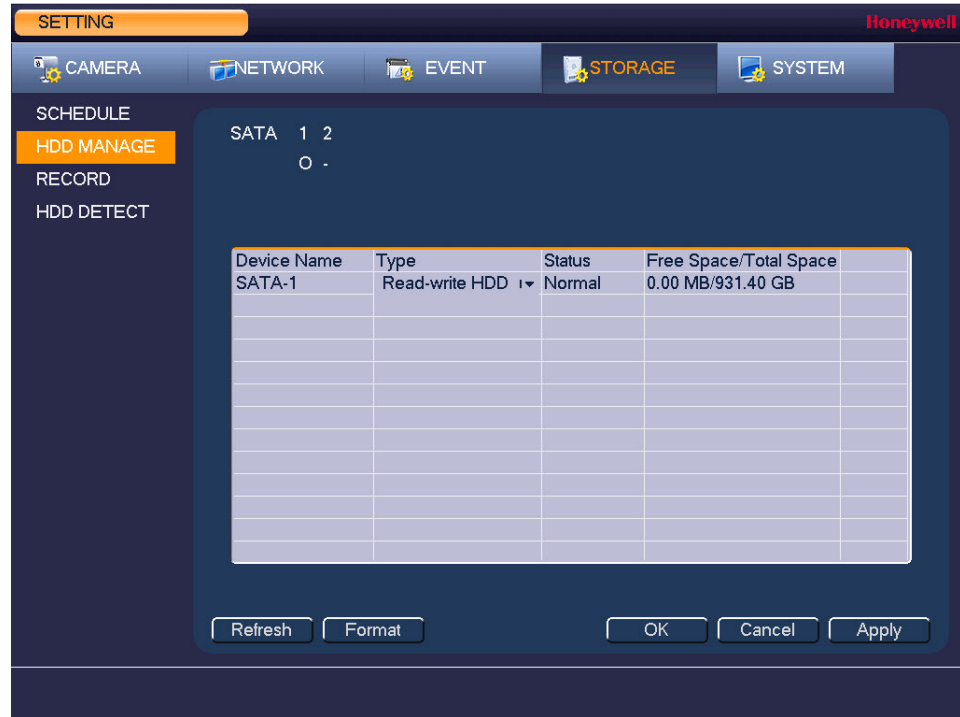 SETTING
Honeywell
CAMERA NETWORK EVENT STORAGE SYSTEM
SCHEDULE
HDD MANAGE
RECORD
HDD DETECT
SATA 1 2
O -
Device Name Type Status Free Space/Total Space
SATA-1 Read-write HDD Normal 0.00 MB/931.40 GB
Refresh Format OK Cancel Apply